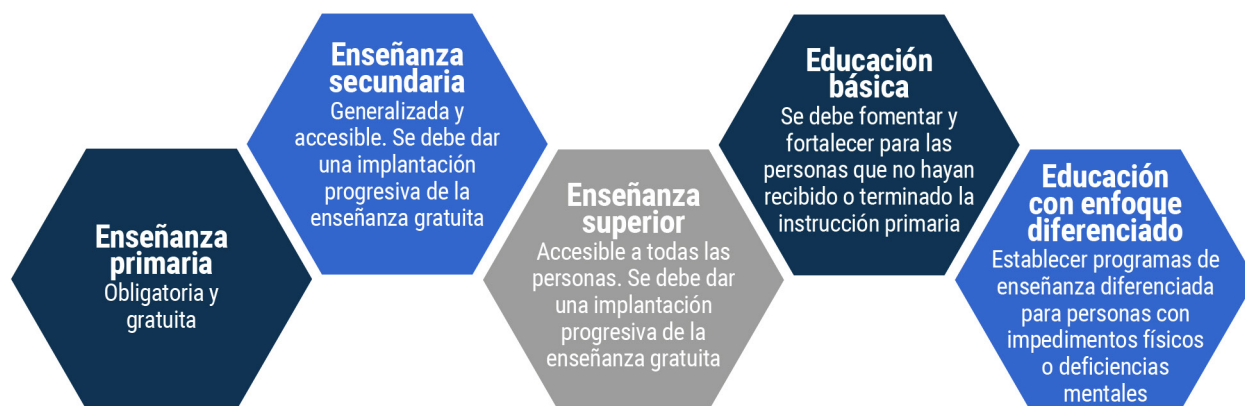 Enseñanza
primaria
Obligatoria y
gratuita
Enseñanza
secundaria
Generalizada y
accesible. Se debe dar
una implantación
progresiva de la
enseñanza gratuita
Enseñanza
superior
Accesible a todas las
personas. Se debe dar
una implantación
progresiva de la
enseñanza gratuita
Educación
básica
Se debe fomentar y
fortalecer para las
personas que no hayan
recibido o terminado la
instrucción primaria
Educación
con enfoque
diferenciado
Establecer programas de
enseñanza diferenciada
para personas con
impedimentos físicos
o deficiencias
mentales